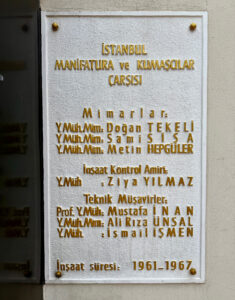 İSTANBUL
MANİFATURA ve KUMAŞCILAR
ÇARŞISI
Mimarlar:
Y.Müh.Mim: Doğan TEKELİ
Y.Müh.Mim: Sami SİSA
Y.Müh.Mim: Metin HEPGÜLER
İnşaat Kontrol Amiri:
Y.Müh : Ziya YILMAZ
Teknik Müşavirler:
Prof.Y.Müh: Mustafa İNAN
Y.Müh.Mim: Ali Rıza ÜNSAL
Y.Müh. : İsmail İŞMEN
İnşaat süresi: 1961-1967